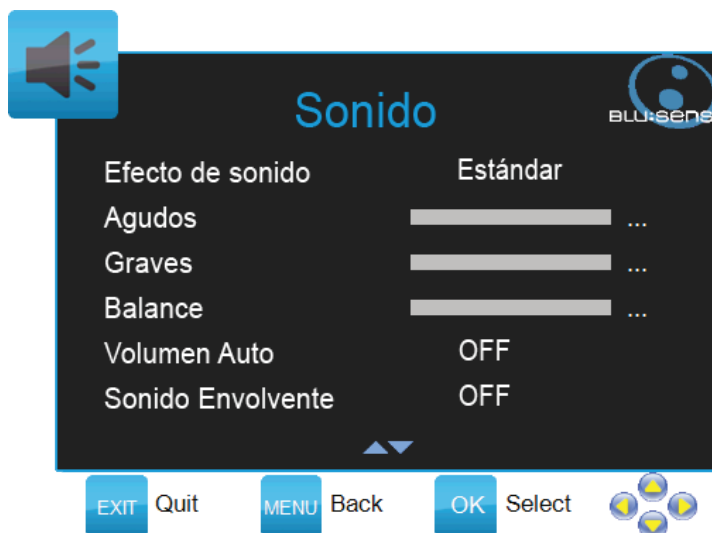 Sonido
BLU:sens
Efecto de sonido Estándar
Agudos ...
Graves ...
Balance ...
Volumen Auto OFF
Sonido Envolvente OFF
EXIT Quit MENU Back OK Select